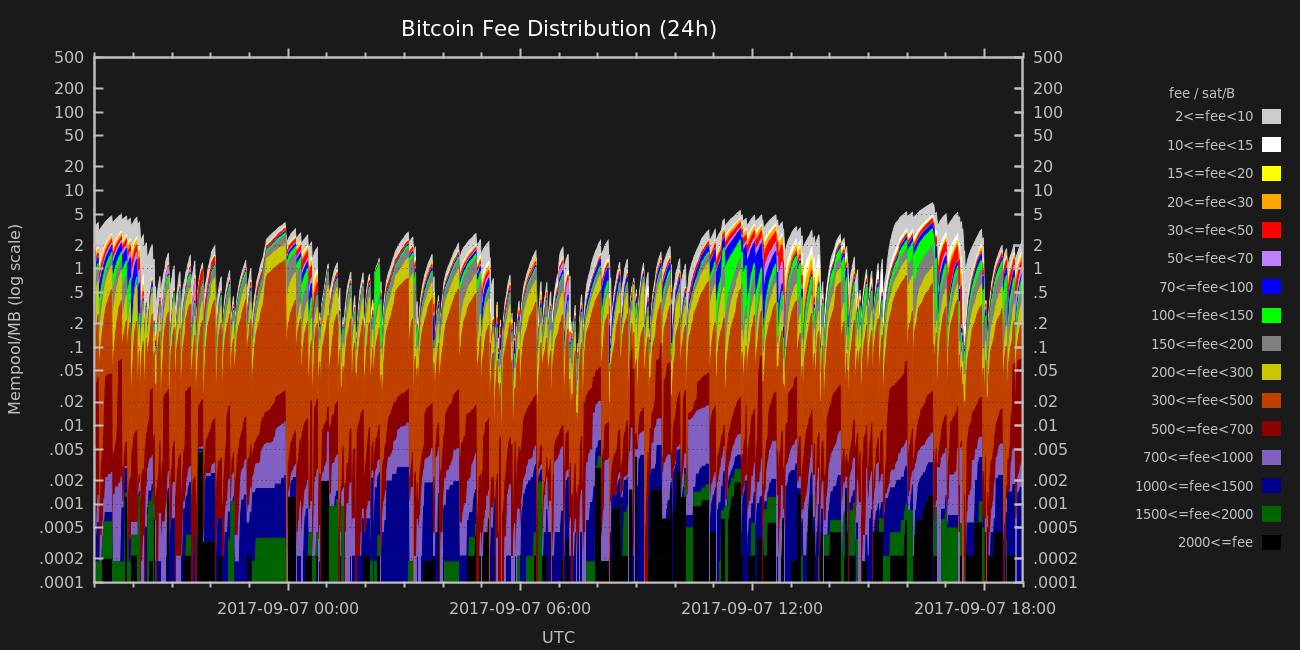 Bitcoin Fee Distribution (24h)
500
200
100
50
20
10
5
2
1
.5
.2
.1
.05
.02
.01
.005
.002
.001
.0005
.0002
.0001
Mempool/MB (log scale)
500
200
100
50
20
10
5
2
1
.5
.2
.1
.05
.02
.01
.005
.002
.001
.0005
.0002
.0001
fee / sat/B
2<=fee<10
10<=fee<15
15<=fee<20
20<=fee<30
30<=fee<50
50<=fee<70
70<=fee<100
100<=fee<150
150<=fee<200
200<=fee<300
300<=fee<500
500<=fee<700
700<=fee<1000
1000<=fee<1500
1500<=fee<2000
2000<=fee
2017-09-07 00:00 2017-09-07 06:00 2017-09-07 12:00 2017-09-07 18:00
UTC